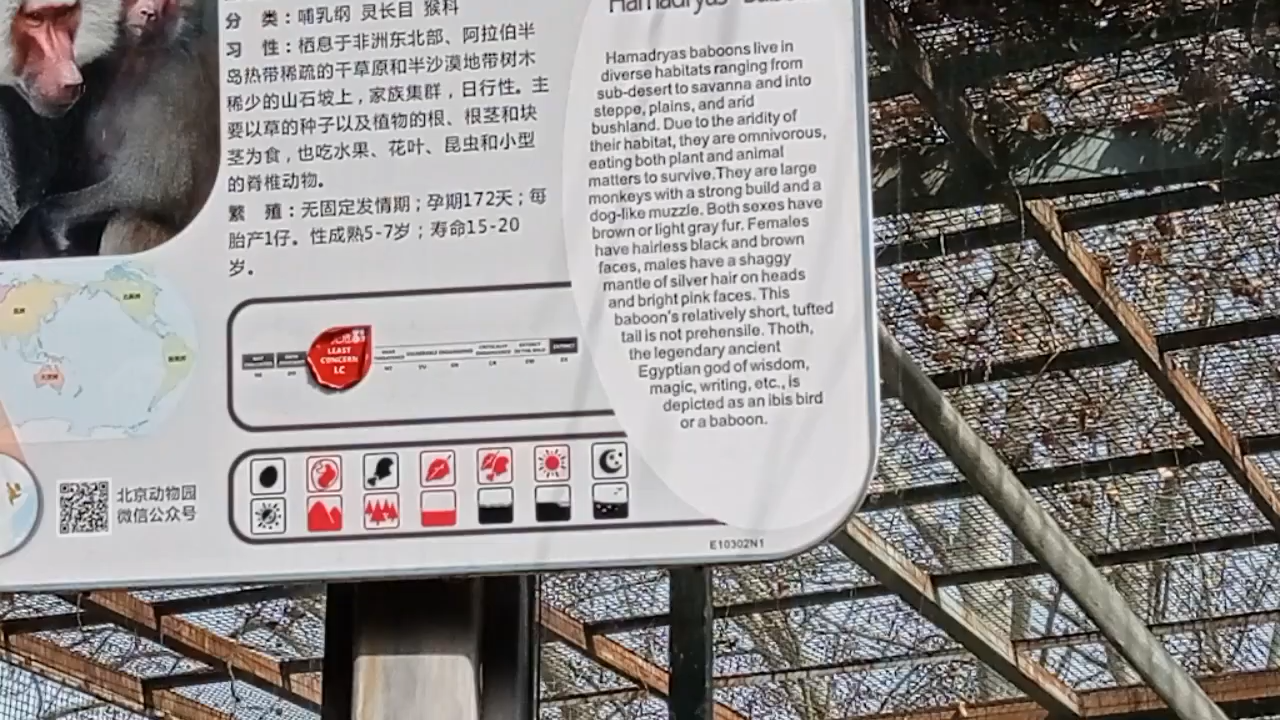 分 类：哺乳纲 灵长目 猴科
习 性：栖息于非洲东北部、阿拉伯半
岛热带稀疏的干草原和半沙漠地带树木
稀少的山石坡上，家族集群，日行性。主
要以草的种子以及植物的根、根茎和块
茎为食，也吃水果、花叶、昆虫和小型
的脊椎动物。
繁 殖：无固定发情期；孕期172天；每
胎产1仔。性成熟5-7岁；寿命15-20
岁。
LEAST
CONCERN
LC
北京动物园
微信公众号
Hamadryas
Hamadryas baboons live in
diverse habitats ranging from
sub-desert to savanna and into
steppe, plains, and arid
bushland. Due to the aridity of
their habitat, they are omnivorous,
eating both plant and animal
matters to survive.They are large
monkeys with a strong build and a
dog-like muzzle. Both sexes have
brown or light gray fur. Females
have hairless black and brown
faces, males have a shaggy
mantle of silver hair on heads
and bright pink faces. This
baboon's relatively short, tufted
tail is not prehensile. Thoth,
the legendary ancient
Egyptian god of wisdom,
magic, writing, etc., is
depicted as an ibis bird
or a baboon.
E10302N1